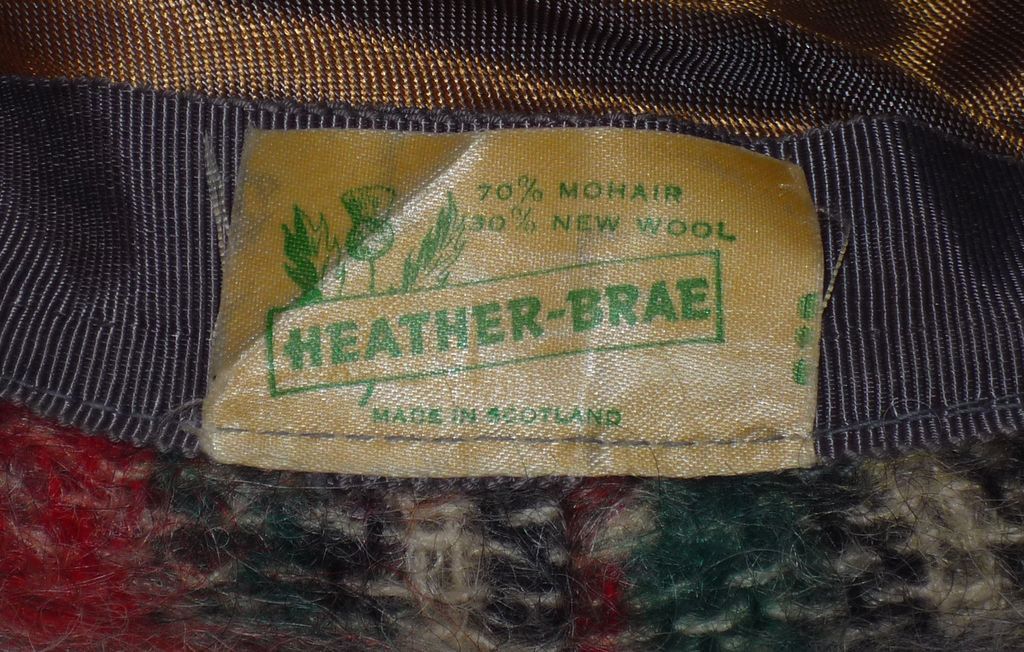 70% MOHAIR
30% NEW WOOL
HEATHER-BRAE
MADE IN SCOTLAND